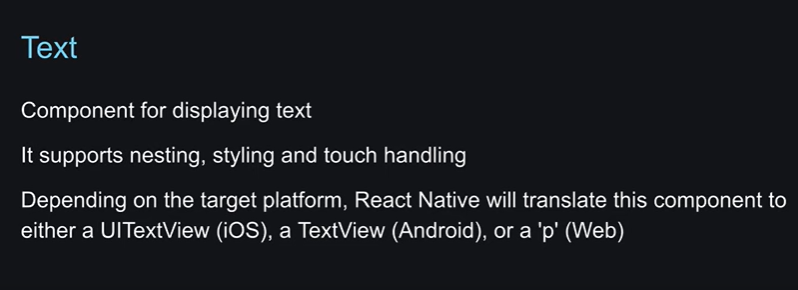 Text
Component for displaying text
It supports nesting, styling and touch handling
Depending on the target platform, React Native will translate this component to
either a UITextView (iOS), a TextView (Android), or a 'p' (Web)